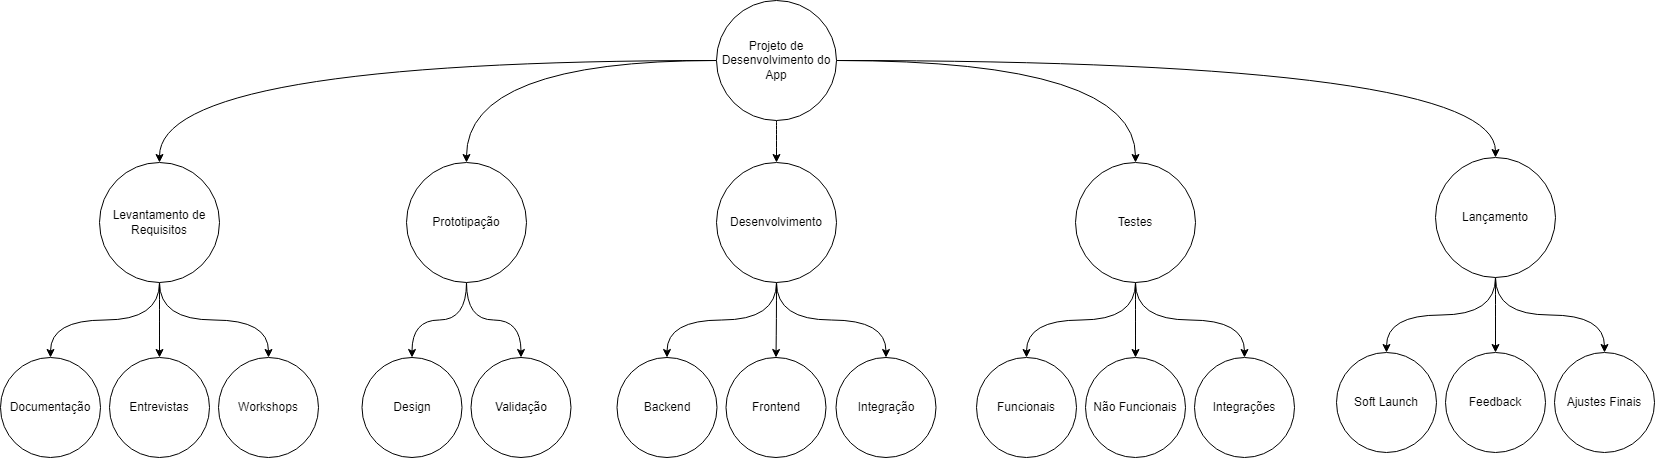 Projeto de
Desenvolvimento do
App
Levantamento de
Requisitos
Prototipação
Desenvolvimento
Testes
Lançamento
Documentação
Entrevistas
Workshops
Design
Validação
Backend
Frontend
Integração
Funcionais
Não Funcionais
Integrações
Soft Launch
Feedback
Ajustes Finais